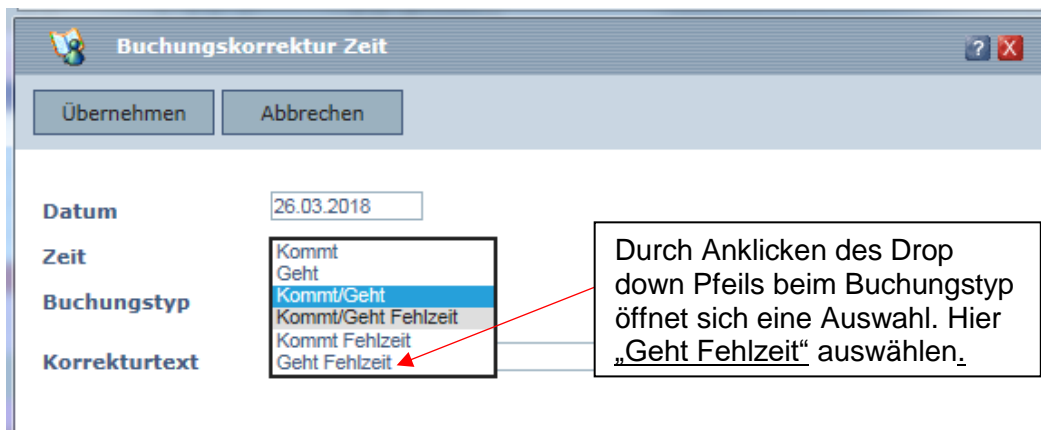 Buchungskorrektur Zeit
? X
Übernehmen Abbrechen
Datum 26.03.2018
Zeit
Buchungstyp
Korrekturtext
Kommt
Geht
Kommt/Geht
Kommt/Geht Fehlzeit
Kommt Fehlzeit
Geht Fehlzeit
Durch Anklicken des Drop
down Pfeils beim Buchungstyp
öffnet sich eine Auswahl. Hier
„Geht Fehlzeit“ auswählen.